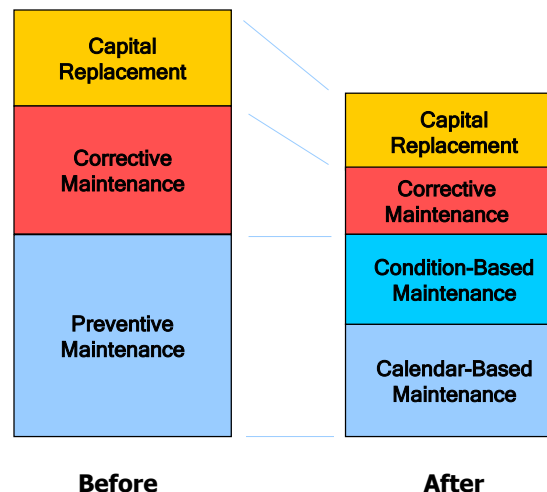 Capital
Replacement
Corrective
Maintenance
Preventive
Maintenance
Before
Capital
Replacement
Corrective
Maintenance
Condition-Based
Maintenance
Calendar-Based
Maintenance
After